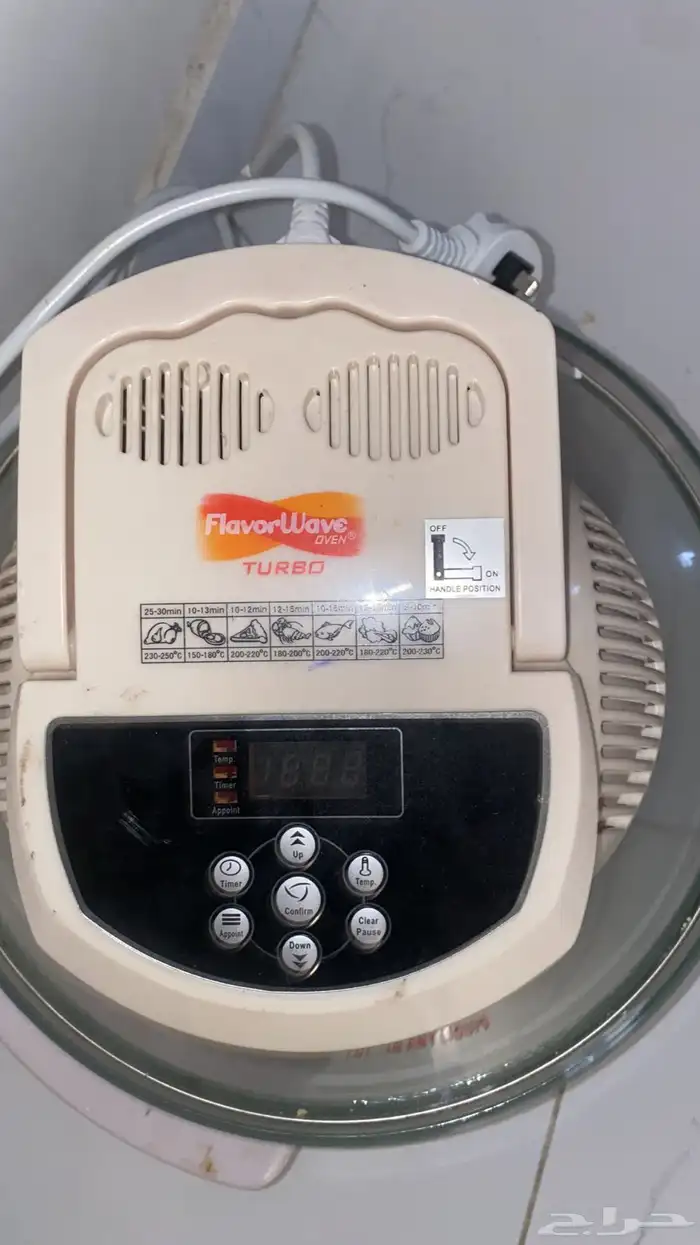 FlavorWave
OVEN®
TURBO
OFF
ON
HANDLE POSITION
25-30min 10-13min 10-12min 12-15min
230-250°C 150-180°C 200-220°C 180-200°C 200-220°C 180-220°C 200-230°C
Temp.
Timer
Appoint
Up
Timer
Temp.
Confirm
Appoint
Clear
Pause
Down
حراج